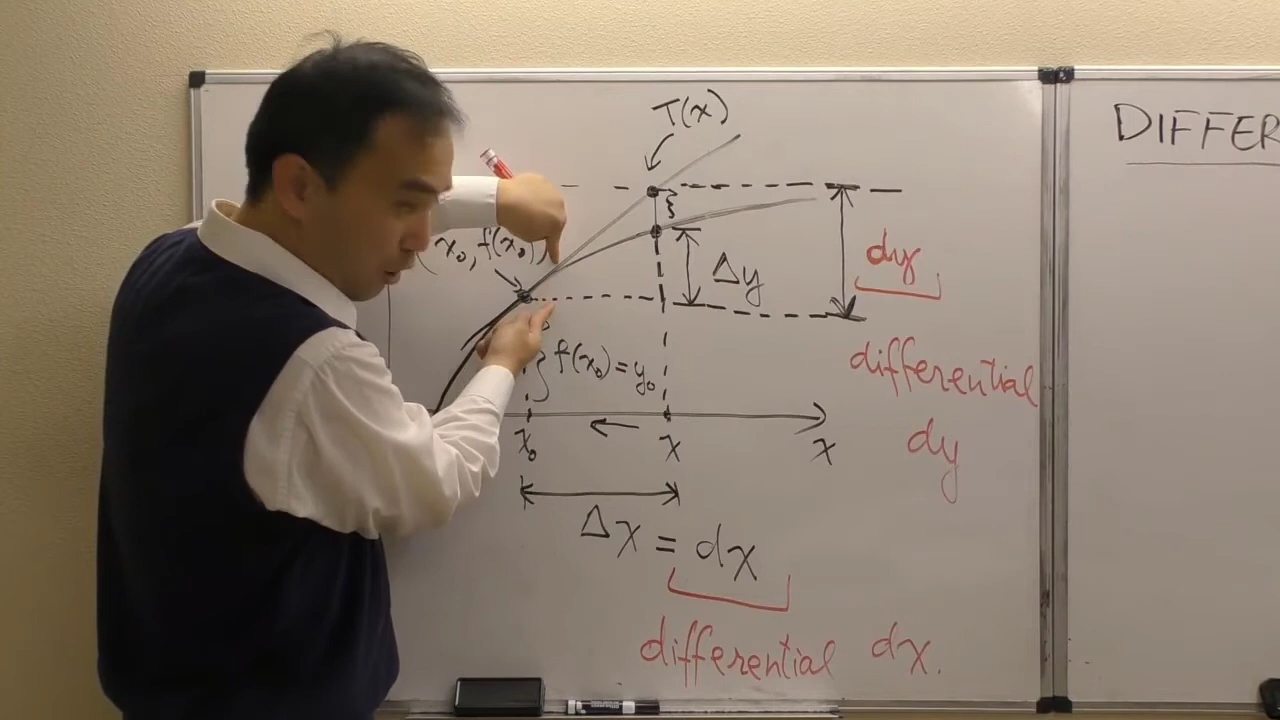 T(x)
DIFFER
x₀, f(x₀)
dy
Δy
f(x₀) = y₀
differential
dy
x₀
x
x
Δx = dx
differential dx.